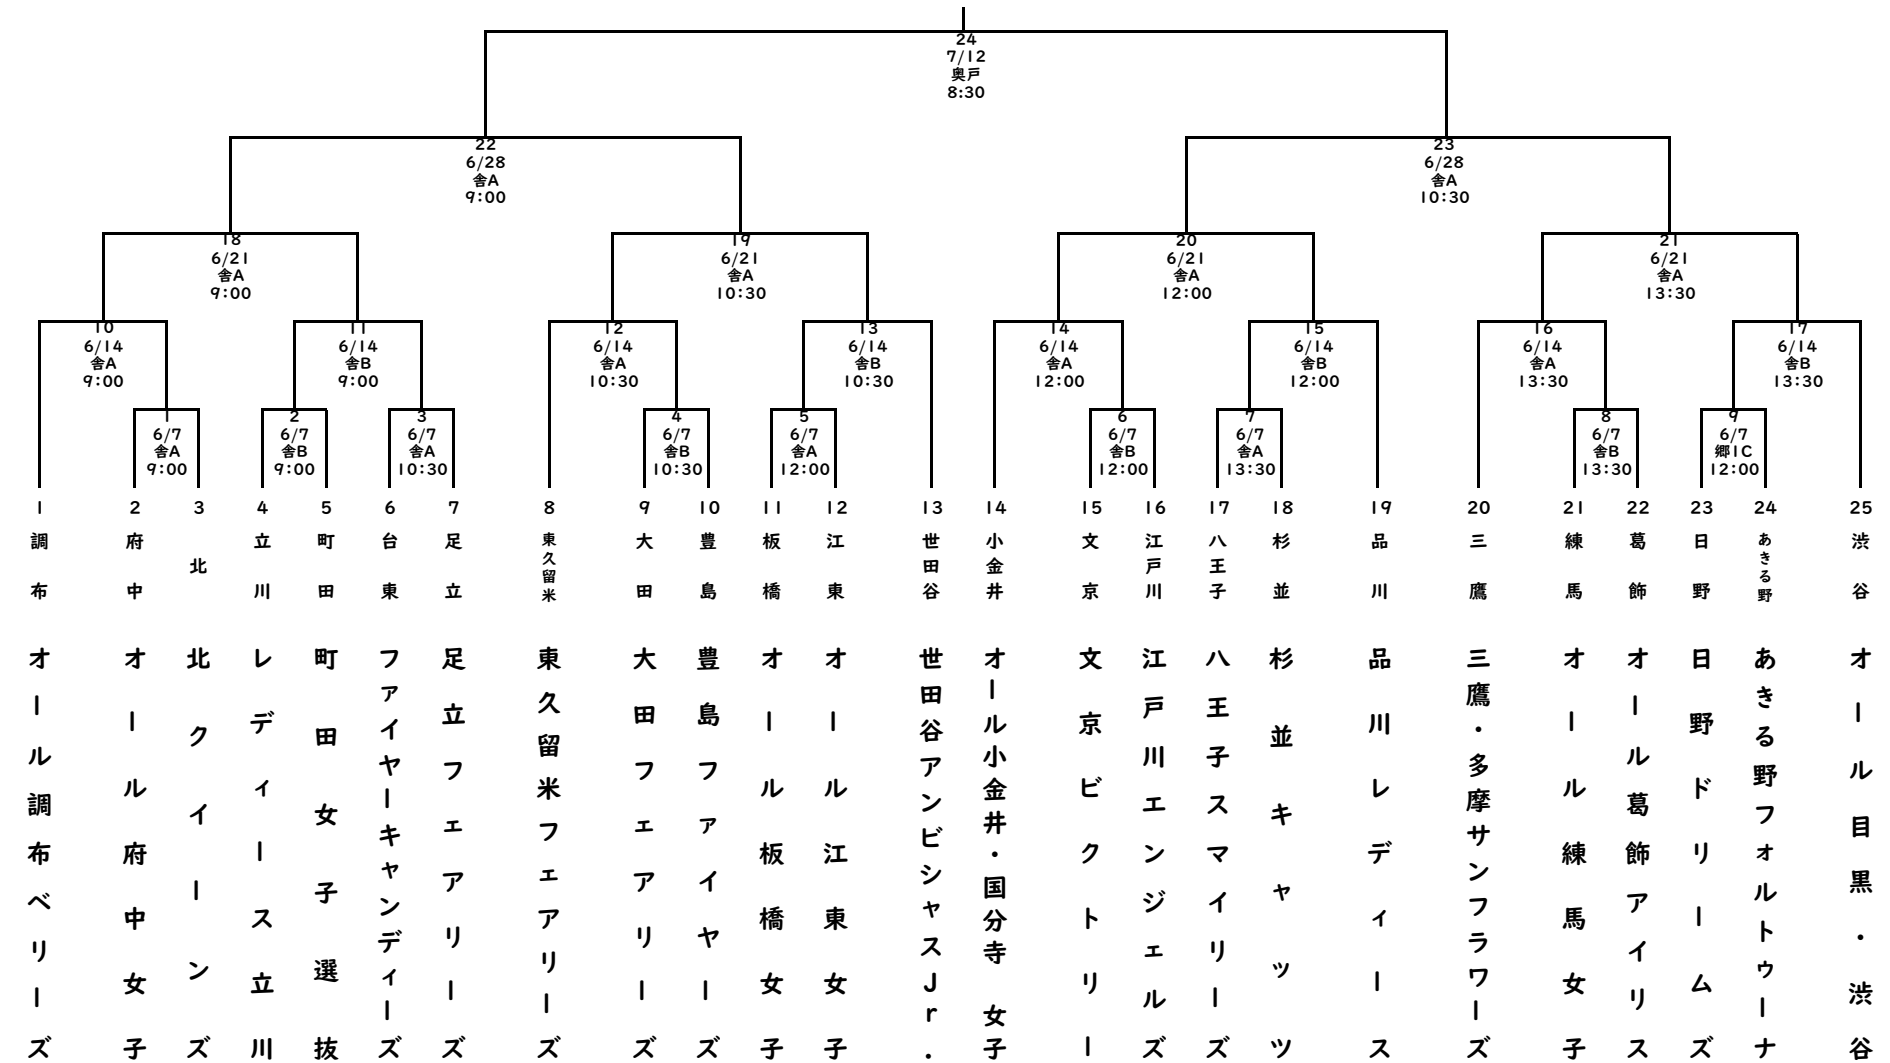 24
7/12
奥戸
8:30
22
6/28
舎A
9:00
23
6/28
舎A
10:30
18
6/21
舎A
9:00
19
6/21
舎A
10:30
20
6/21
舎A
12:00
21
6/21
舎A
13:30
10
6/14
舎A
9:00
11
6/14
舎B
9:00
12
6/14
舎A
10:30
13
6/14
舎B
10:30
14
6/14
舎A
12:00
15
6/14
舎B
12:00
16
6/14
舎A
13:30
17
6/14
舎B
13:30
1
6/7
舎A
9:00
2
6/7
舎B
9:00
3
6/7
舎A
10:30
4
6/7
舎B
10:30
5
6/7
舎A
12:00
6
6/7
舎B
12:00
7
6/7
舎A
13:30
8
6/7
舎B
13:30
9
6/7
郷1C
12:00
1
調布
オール調布ベリーズ
2
府中
オール府中女子
3
北
北クイーンズ
4
立川
レディース立川
5
町田
町田女子選抜
6
台東
ファイヤーキャンディーズ
7
足立
足立フェアリーズ
8
東久留米
東久留米フェアリーズ
9
大田
大田フェアリーズ
10
豊島
豊島ファイヤーズ
11
板橋
オール板橋女子
12
江東
オール江東女子
13
世田谷
世田谷アンビシャスJr.
14
小金井
オール小金井・国分寺 女子
15
文京
文京ビクトリー
16
江戸川
江戸川エンジェルズ
17
八王子
八王子スマイリーズ
18
杉並
杉並キャッツ
19
品川
品川レディース
20
三鷹
三鷹・多摩サンフラワーズ
21
練馬
オール練馬女子
22
葛飾
オール葛飾アイリス
23
日野
日野ドリームズ
24
あきる野
あきる野フォルトゥーナ
25
渋谷
オール目黒・渋谷